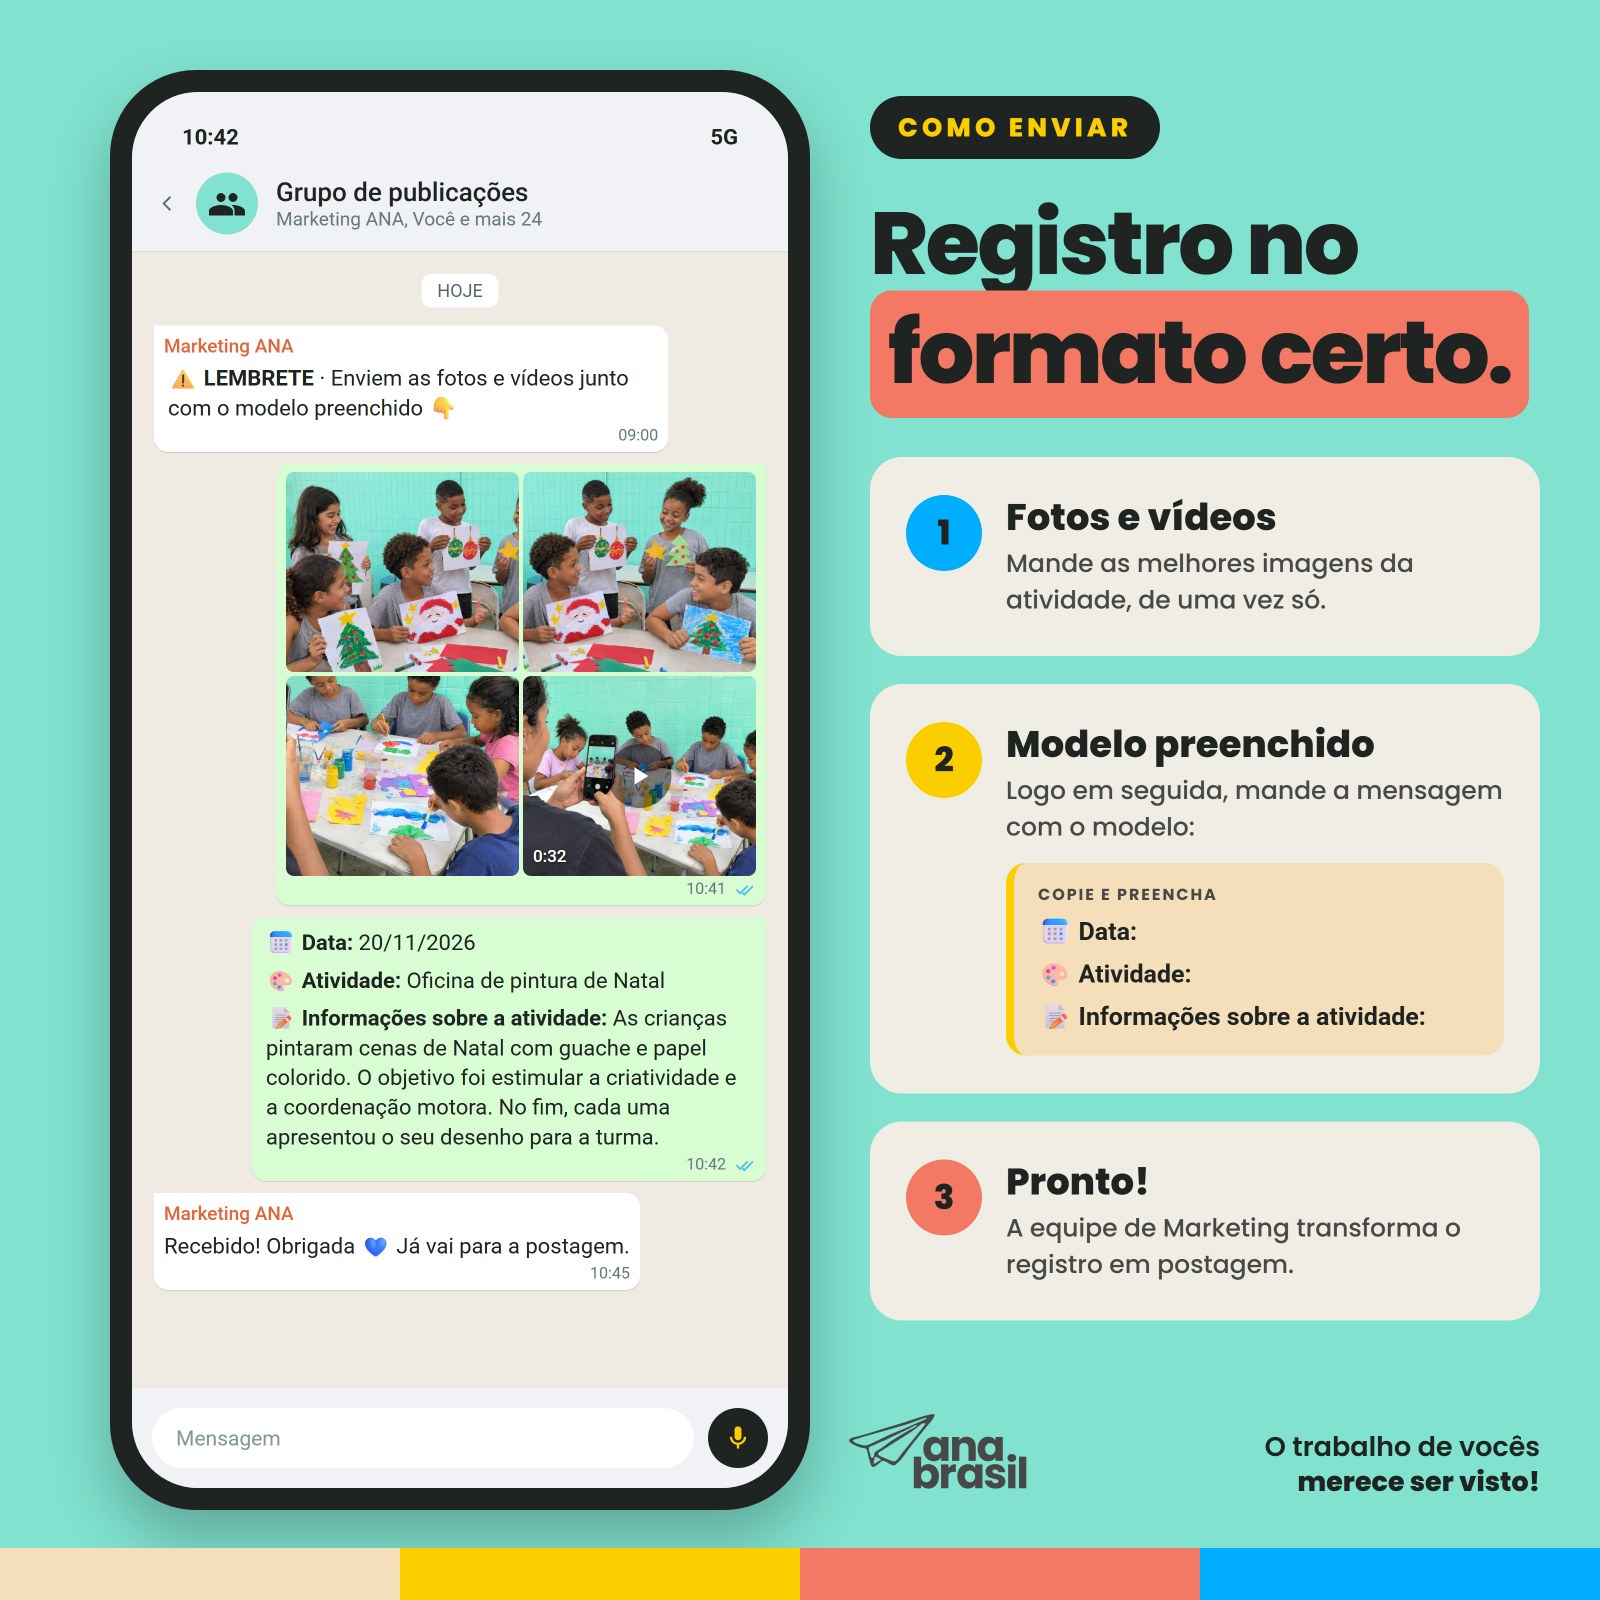 10:42
5G
Grupo de publicações
Marketing ANA, Você e mais 24
HOJE
Marketing ANA
⚠️ LEMBRETE · Enviem as fotos e vídeos junto
com o modelo preenchido 👇
09:00
0:32
10:41
📅 Data: 20/11/2026
🎨 Atividade: Oficina de pintura de Natal
📝 Informações sobre a atividade: As crianças
pintaram cenas de Natal com guache e papel
colorido. O objetivo foi estimular a criatividade e
a coordenação motora. No fim, cada uma
apresentou o seu desenho para a turma.
10:42
Marketing ANA
Recebido! Obrigada 💙 Já vai para a postagem.
10:45
Mensagem
COMO ENVIAR
Registro no
formato certo.
1
Fotos e vídeos
Mande as melhores imagens da
atividade, de uma vez só.
2
Modelo preenchido
Logo em seguida, mande a mensagem
com o modelo:
COPIE E PREENCHA
📅 Data:
🎨 Atividade:
📝 Informações sobre a atividade:
3
Pronto!
A equipe de Marketing transforma o
registro em postagem.
ana
brasil
O trabalho de vocês
merece ser visto!